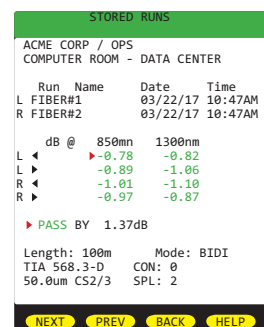 STORED RUNS
ACME CORP / OPS
COMPUTER ROOM - DATA CENTER
Run Name Date Time
L FIBER#1 03/22/17 10:47AM
R FIBER#2 03/22/17 10:47AM
dB @ 850mn 1300nm
L ◀ ▶-0.78 -0.82
L ▶ -0.89 -1.06
R ◀ -1.01 -1.10
R ▶ -0.97 -0.87
▶ PASS BY 1.37dB
Length: 100m Mode: BIDI
TIA 568.3-D CON: 0
50.0um CS2/3 SPL: 2
NEXT PREV BACK HELP